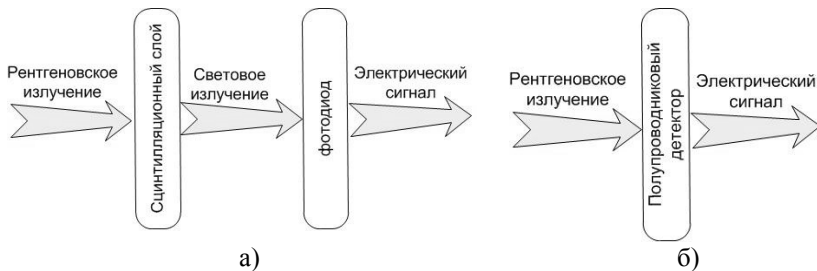 Рентгеновское
излучение
Сцинтилляционный слой
Световое
излучение
фотодиод
Электрический
сигнал
а)
Рентгеновское
излучение
Полупроводниковый
детектор
Электрический
сигнал
б)